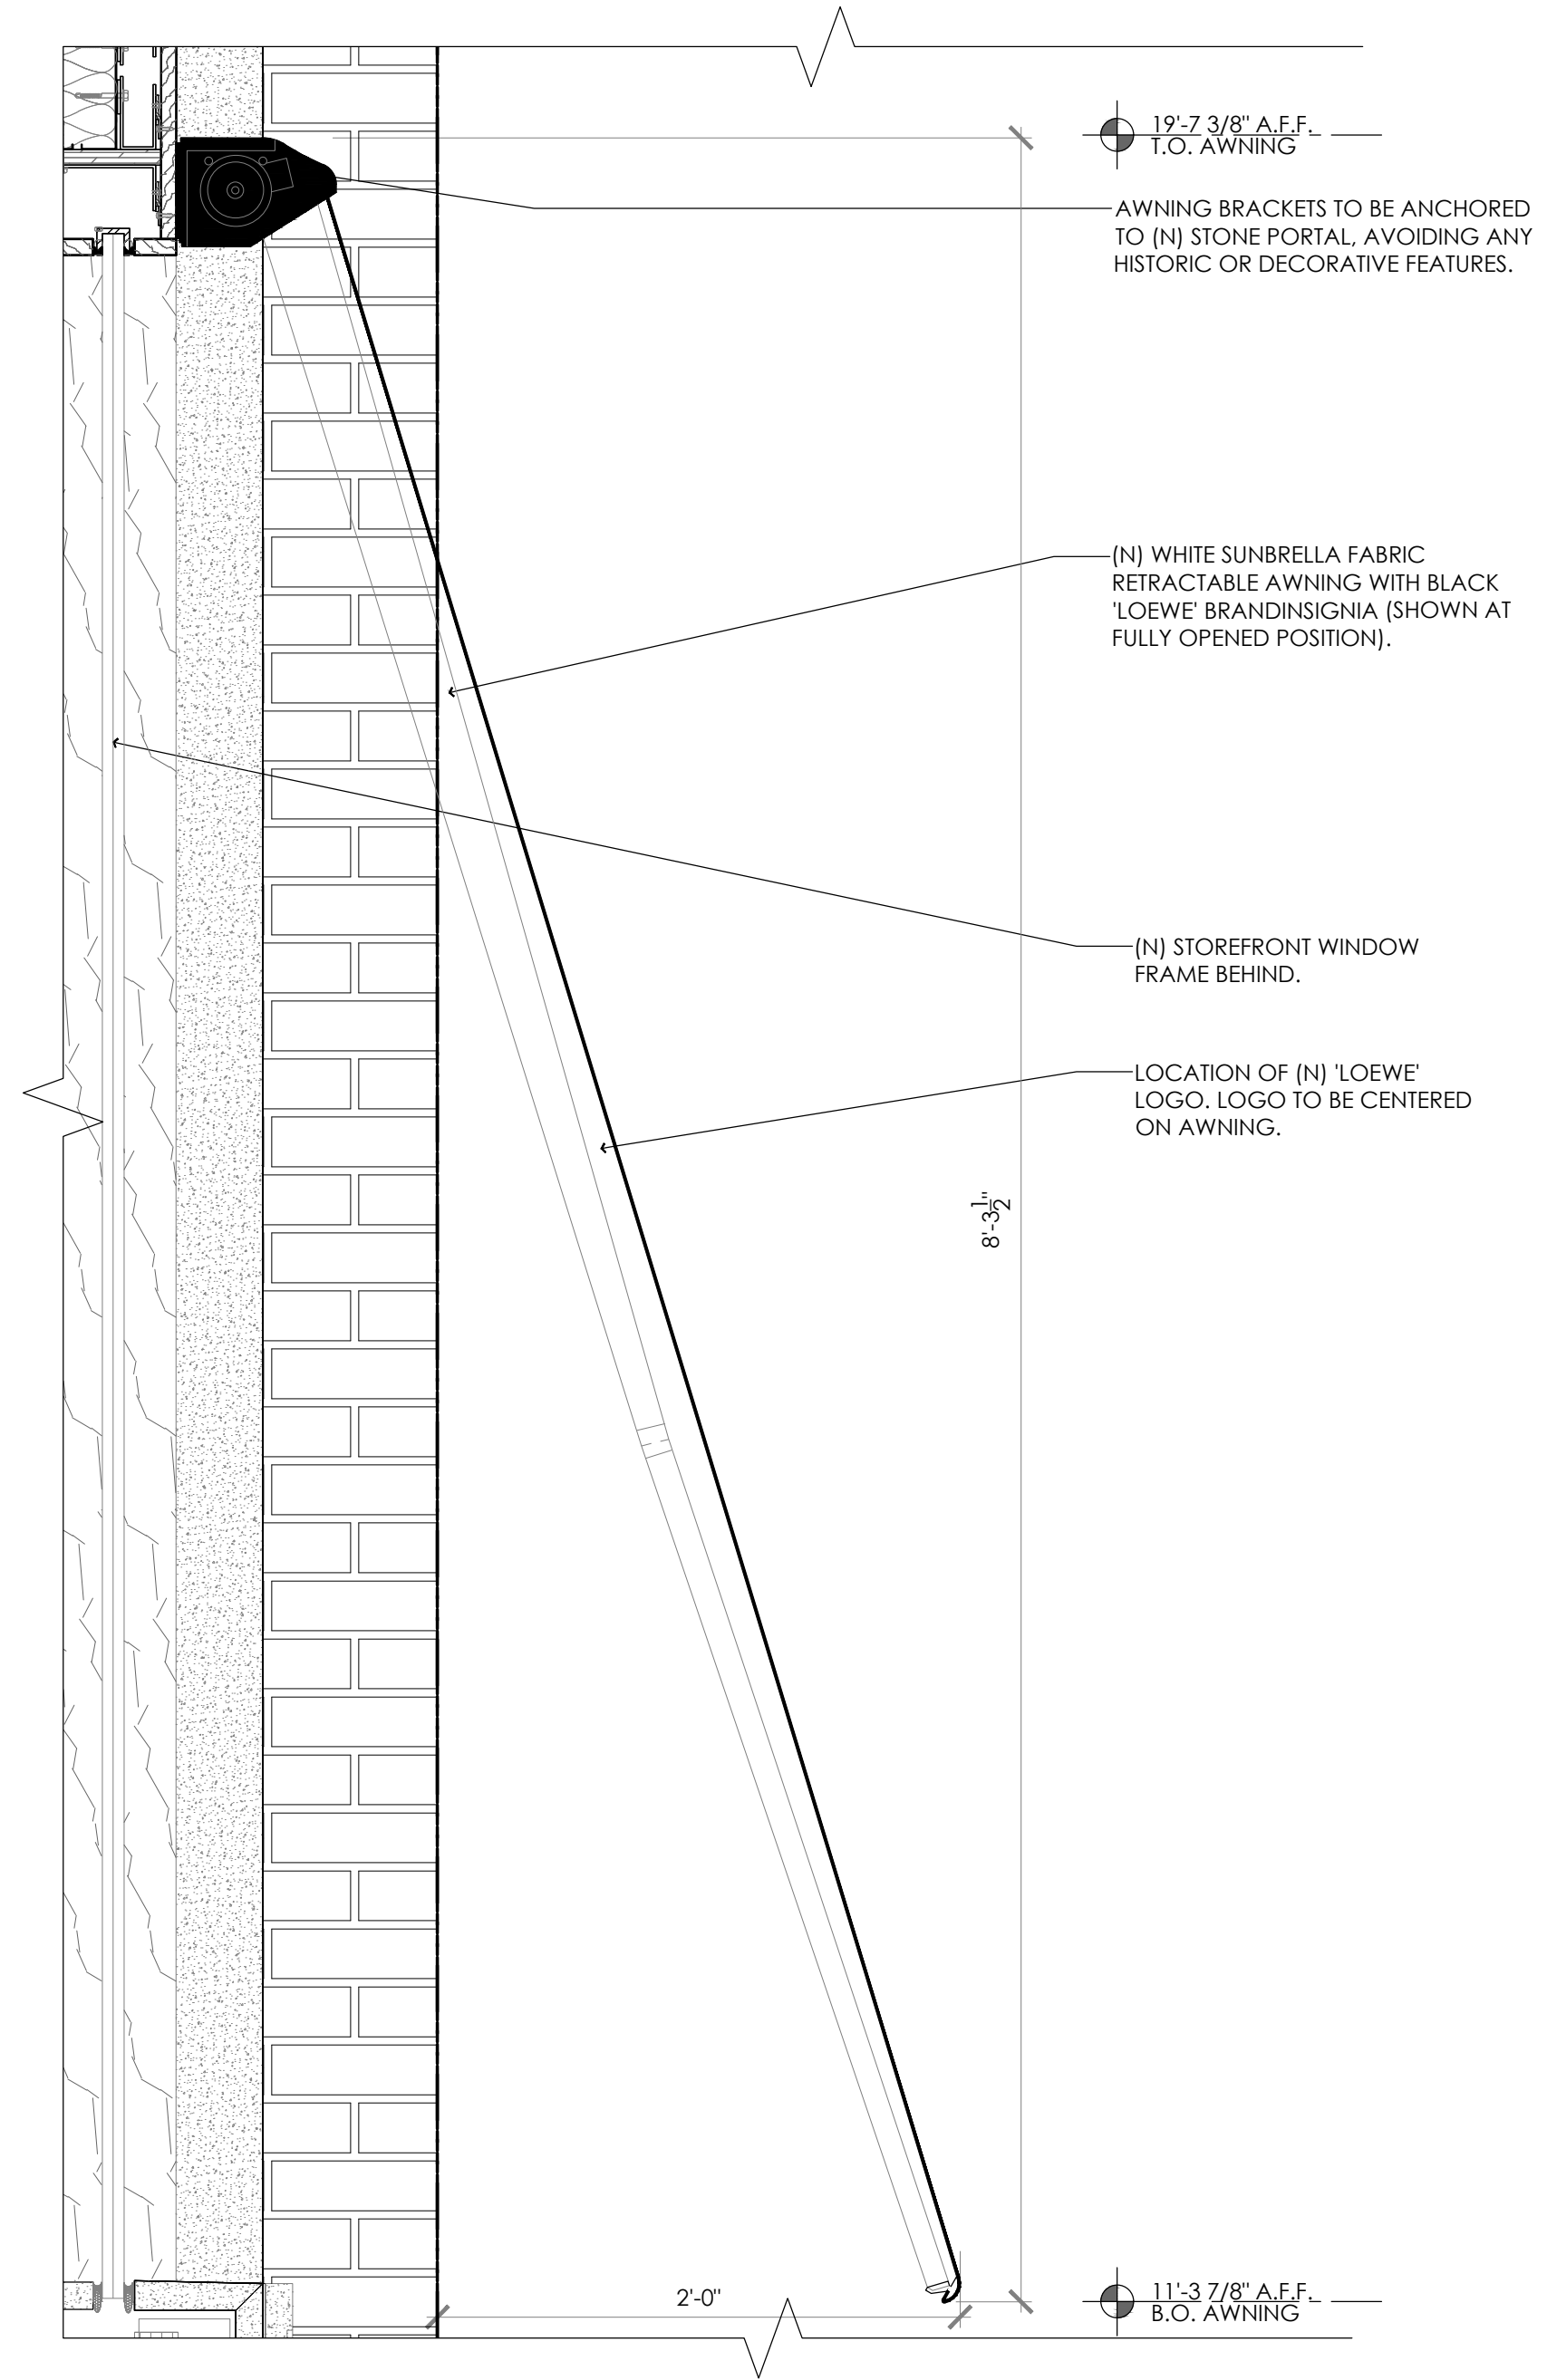 19'-7 3/8" A.F.F.
T.O. AWNING
AWNING BRACKETS TO BE ANCHORED
TO (N) STONE PORTAL, AVOIDING ANY
HISTORIC OR DECORATIVE FEATURES.
(N) WHITE SUNBRELLA FABRIC
RETRACTABLE AWNING WITH BLACK
'LOEWE' BRANDINSIGNIA (SHOWN AT
FULLY OPENED POSITION).
(N) STOREFRONT WINDOW
FRAME BEHIND.
LOCATION OF (N) 'LOEWE'
LOGO. LOGO TO BE CENTERED
ON AWNING.
8'-3 1/2"
2'-0"
11'-3 7/8" A.F.F.
B.O. AWNING